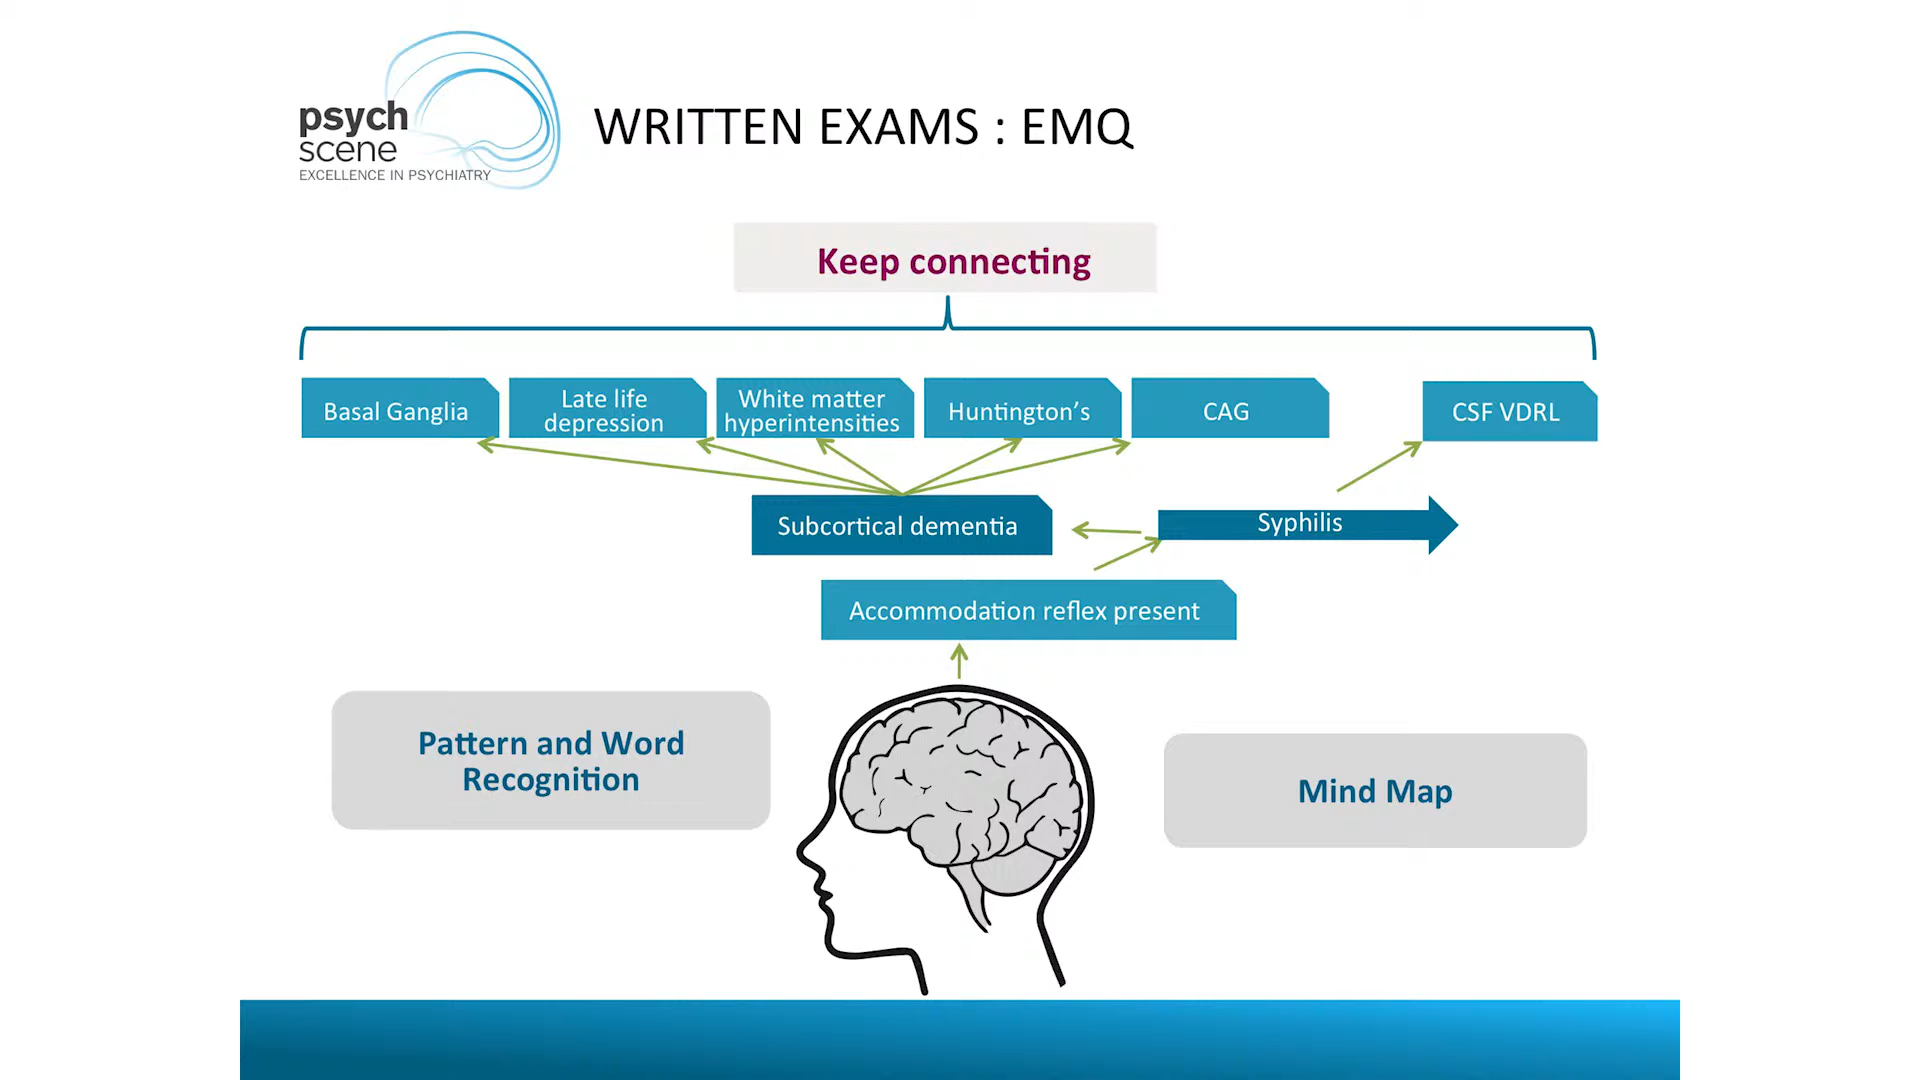 psych
scene
EXCELLENCE IN PSYCHIATRY
WRITTEN EXAMS : EMQ
Keep connecting
Basal Ganglia
Late life
depression
White matter
hyperintensities
Huntington’s
CAG
CSF VDRL
Subcortical dementia
Syphilis
Accommodation reflex present
Pattern and Word
Recognition
Mind Map